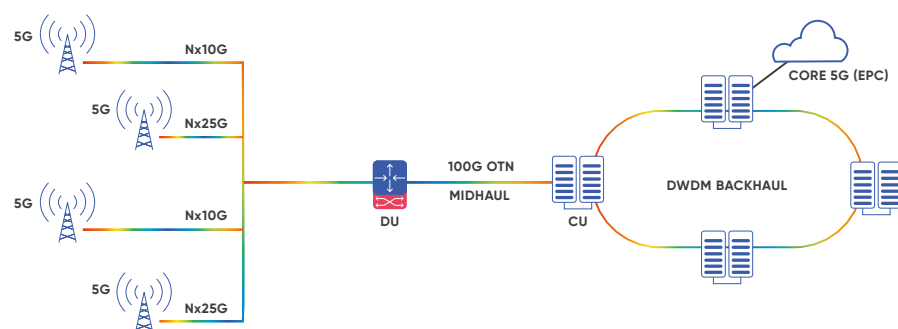 5G
Nx10G
5G
Nx25G
5G
Nx10G
5G
Nx25G
DU
100G OTN
MIDHAUL
CU
DWDM BACKHAUL
CORE 5G (EPC)